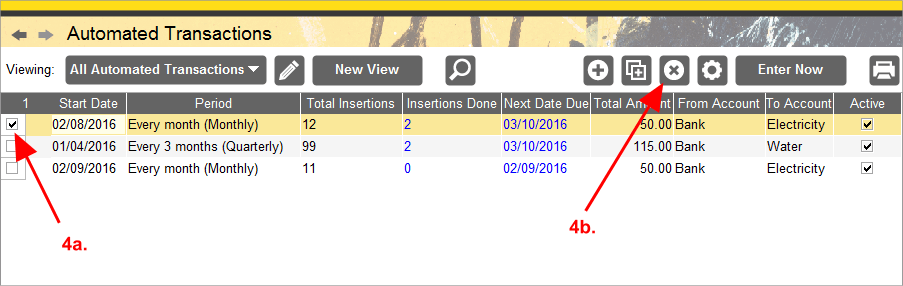 Automated Transactions
Viewing: All Automated Transactions New View Enter Now
1 Start Date Period Total Insertions Insertions Done Next Date Due Total Amount From Account To Account Active
02/08/2016 Every month (Monthly) 12 2 03/10/2016 50.00 Bank Electricity
01/04/2016 Every 3 months (Quarterly) 99 2 03/10/2016 115.00 Bank Water
02/09/2016 Every month (Monthly) 11 0 02/09/2016 50.00 Bank Electricity
4a.
4b.